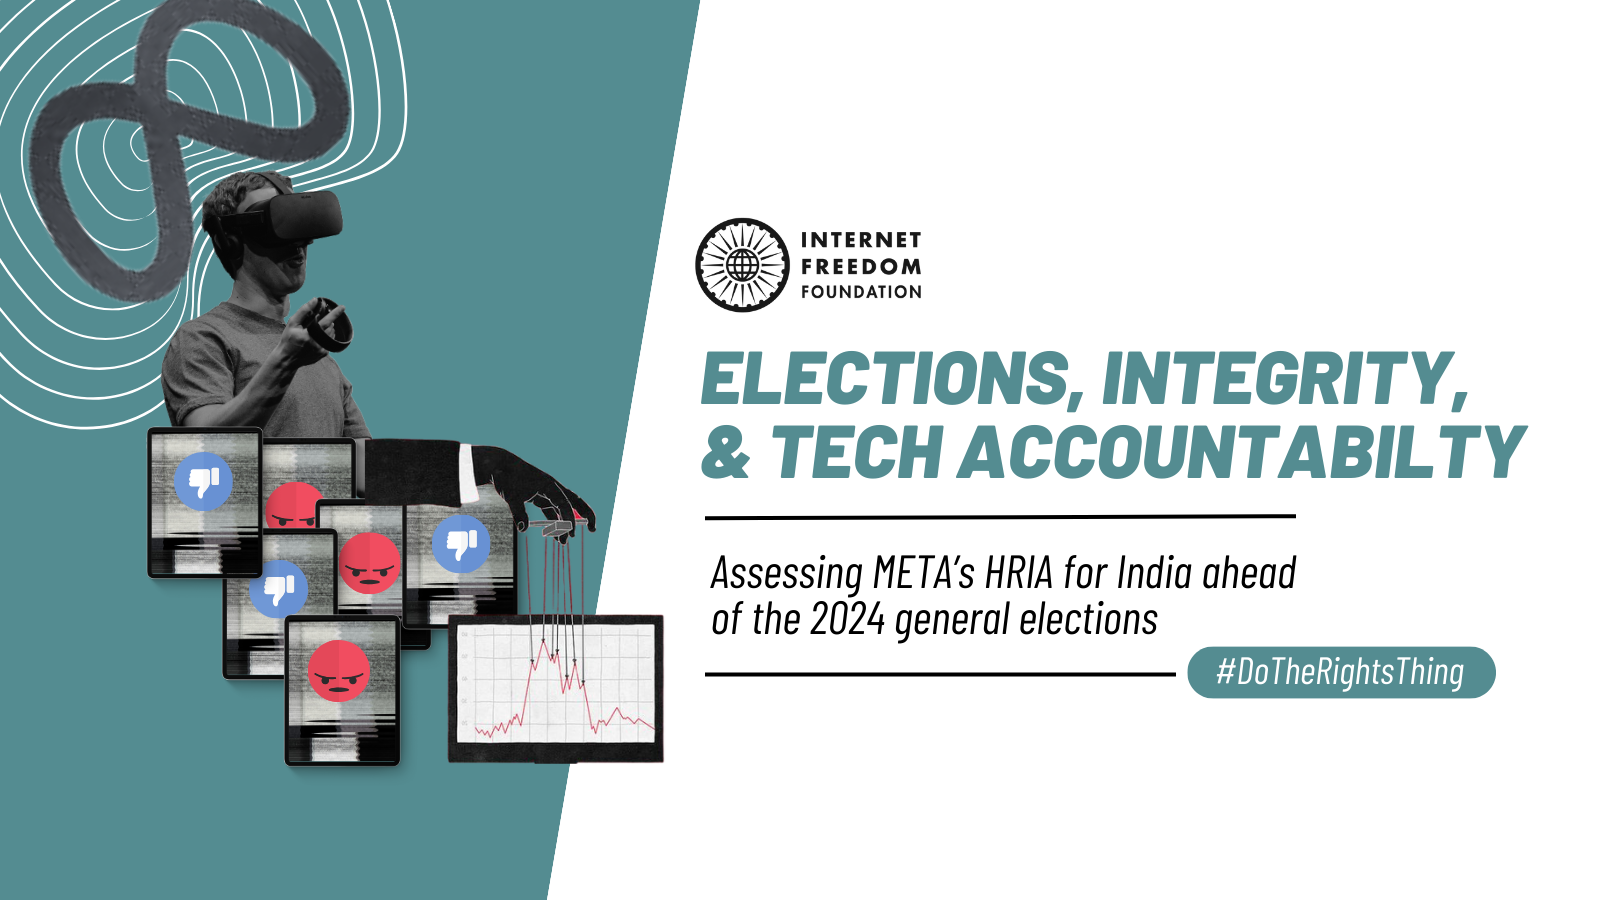 INTERNET
FREEDOM
FOUNDATION
ELECTIONS, INTEGRITY,
& TECH ACCOUNTABILTY
Assessing META's HRIA for India ahead
of the 2024 general elections
#DoTheRightsThing